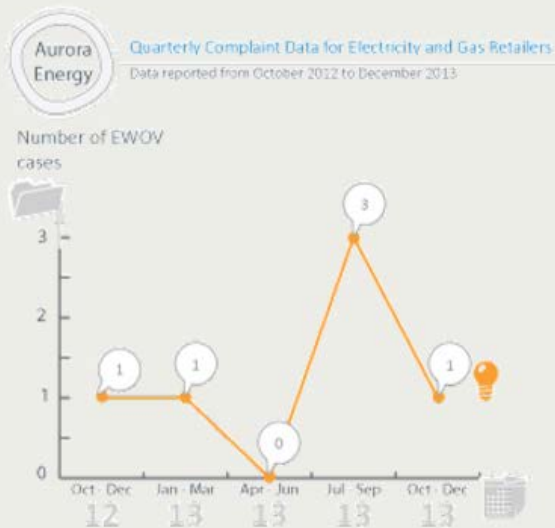 Aurora
Energy
Quarterly Complaint Data for Electricity and Gas Retailers
Data reported from October 2012 to December 2013
Number of EWOV
cases
3
3
2
1
1
1
1
0
0
Oct - Dec Jan - Mar Apr - Jun Jul - Sep Oct - Dec
12 13 13 13 13